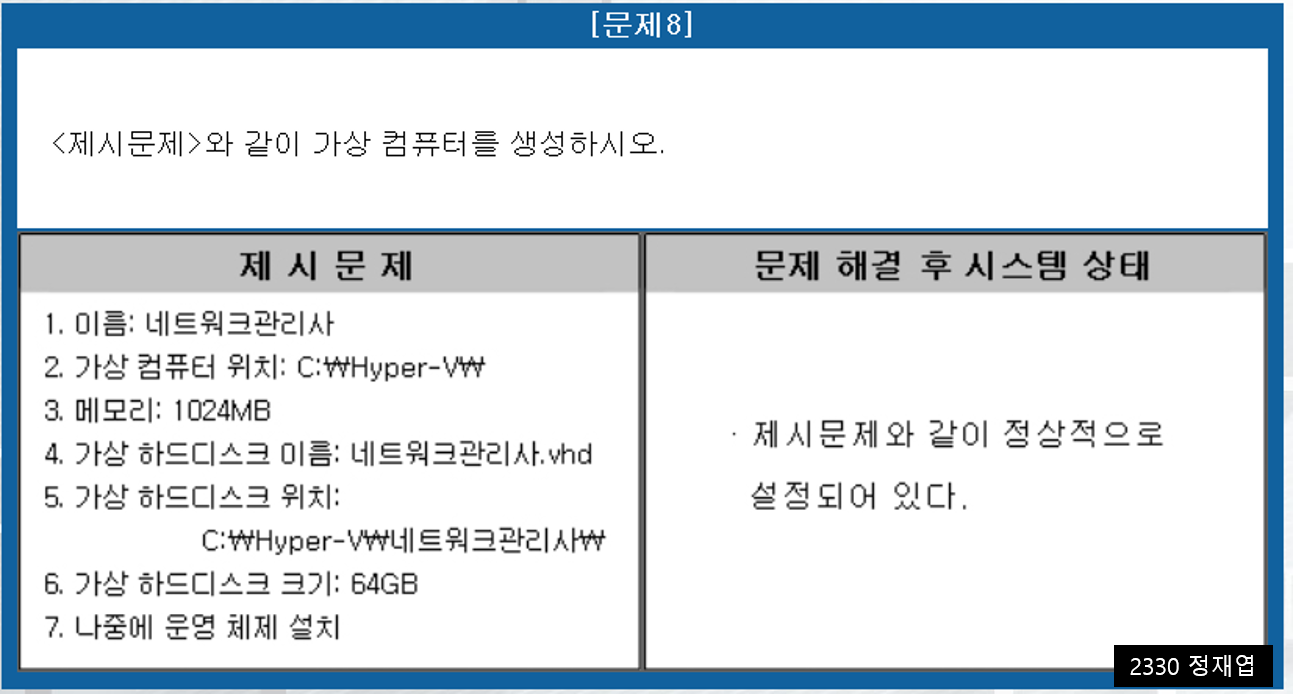 [문제8]
<제시문제>와 같이 가상 컴퓨터를 생성하시오.
제 시 문 제
1. 이름: 네트워크관리사
2. 가상 컴퓨터 위치: C:₩Hyper-V₩
3. 메모리: 1024MB
4. 가상 하드디스크 이름: 네트워크관리사.vhd
5. 가상 하드디스크 위치:
C:₩Hyper-V₩네트워크관리사₩
6. 가상 하드디스크 크기: 64GB
7. 나중에 운영 체제 설치
문제 해결 후 시스템 상태
· 제시문제와 같이 정상적으로
설정되어 있다.
2330 정재엽